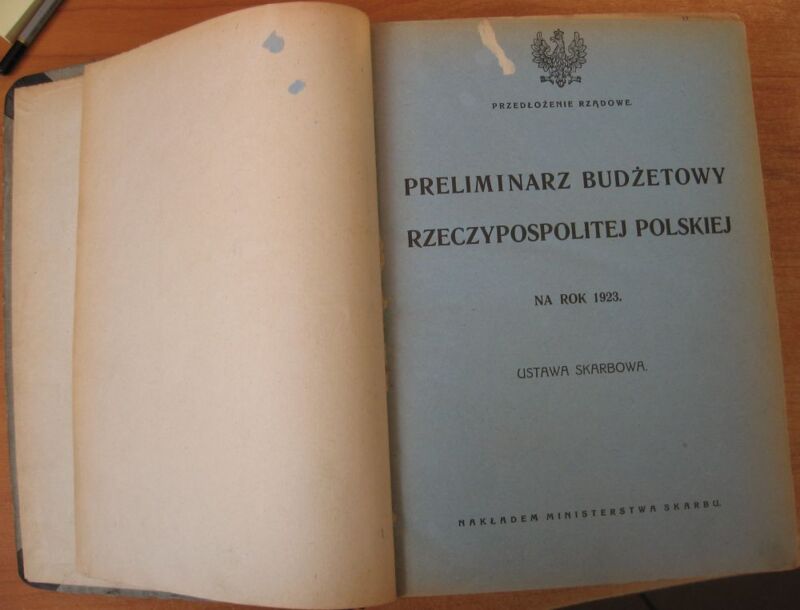 PRZEDŁOŻENIE RZĄDOWE.
PRELIMINARZ BUDŻETOWY
RZECZYPOSPOLITEJ POLSKIEJ
NA ROK 1923.
USTAWA SKARBOWA.
NAKŁADEM MINISTERSTWA SKARBU.